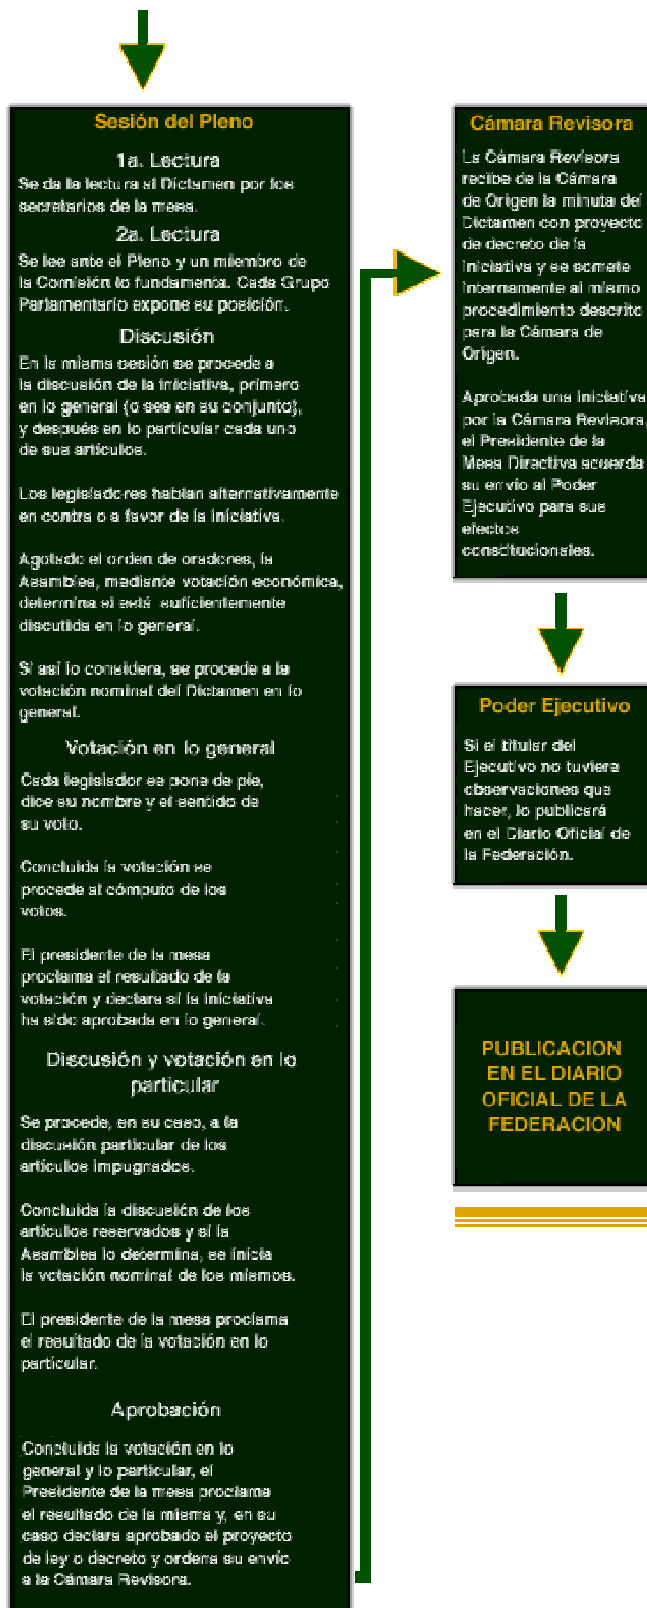 Sesión del Pleno
1a. Lectura
Se da la lectura al Dictamen por los
secretarios de la mesa.
2a. Lectura
Se lee ante el Pleno y un miembro de
la Comisión lo fundamenta. Cada Grupo
Parlamentario expone su posición.
Discusión
En la misma sesión se procede a
la discusión de la iniciativa, primero
en lo general (o sea en su conjunto),
y después en lo particular cada uno
de sus artículos.
Los legisladores hablan alternativamente
en contra o a favor de la iniciativa.
Agotado el orden de oradores, la
Asamblea, mediante votación económica,
determina si está suficientemente
discutida en lo general.
Si así lo considera, se procede a la
votación nominal del Dictamen en lo
general.
Votación en lo general
Cada legislador se pone de pie,
dice su nombre y el sentido de
su voto.
Concluida la votación se
procede al cómputo de los
votos.
El presidente de la mesa
proclama el resultado de la
votación y declara si la iniciativa
ha sido aprobada en lo general.
Discusión y votación en lo
particular
Se procede, en su caso, a la
discusión particular de los
artículos impugnados.
Concluida la discusión de los
artículos reservados y si la
Asamblea lo determina, se inicia
la votación nominal de los mismos.
El presidente de la mesa proclama
el resultado de la votación en lo
particular.
Aprobación
Concluida la votación en lo
general y lo particular, el
Presidente de la mesa proclama
el resultado de la misma y, en su
caso declara aprobado el proyecto
de ley o decreto y ordena su envío
a la Cámara Revisora.
Cámara Revisora
La Cámara Revisora
recibe de la Cámara
de Origen la minuta del
Dictamen con proyecto
de decreto de la
iniciativa y se somete
internamente al mismo
procedimiento descrito
para la Cámara de
Origen.
Aprobada una iniciativa
por la Cámara Revisora,
el Presidente de la
Mesa Directiva acuerda
su envío al Poder
Ejecutivo para sus
efectos
constitucionales.
Poder Ejecutivo
Si el titular del
Ejecutivo no tuviere
observaciones que
hacer, lo publicará
en el Diario Oficial de
la Federación.
PUBLICACION
EN EL DIARIO
OFICIAL DE LA
FEDERACION